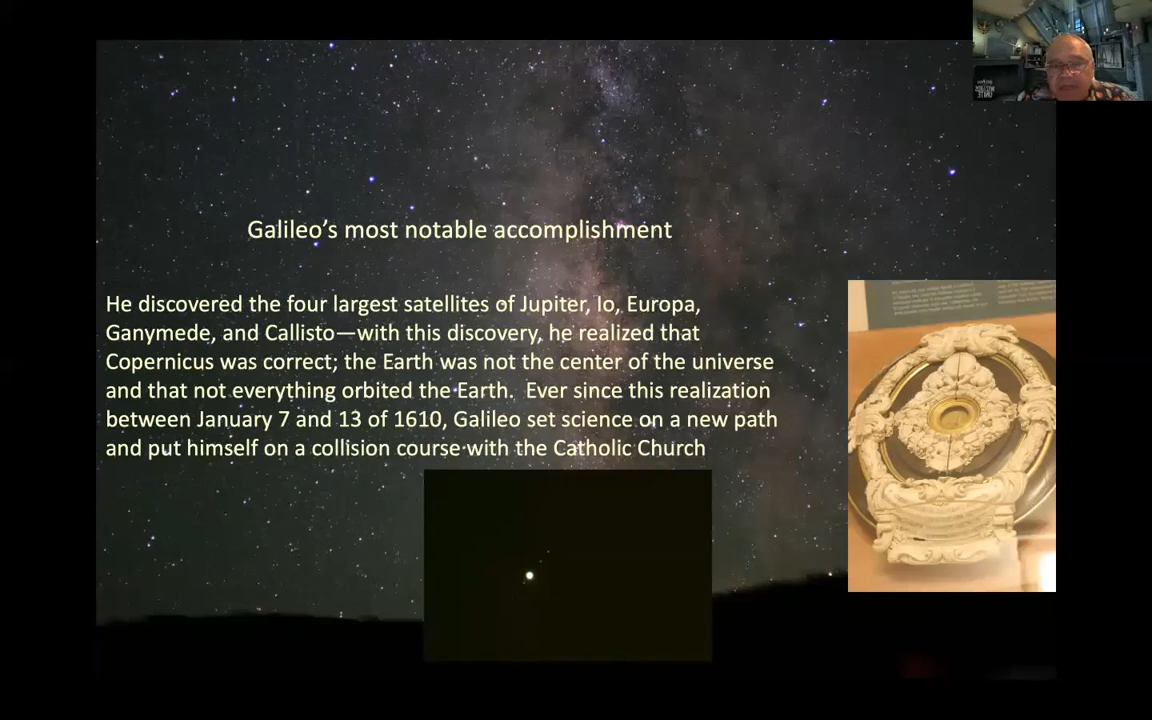 Galileo’s most notable accomplishment
He discovered the four largest satellites of Jupiter, Io, Europa,
Ganymede, and Callisto—with this discovery, he realized that
Copernicus was correct; the Earth was not the center of the universe
and that not everything orbited the Earth.  Ever since this realization
between January 7 and 13 of 1610, Galileo set science on a new path
and put himself on a collision course with the Catholic Church